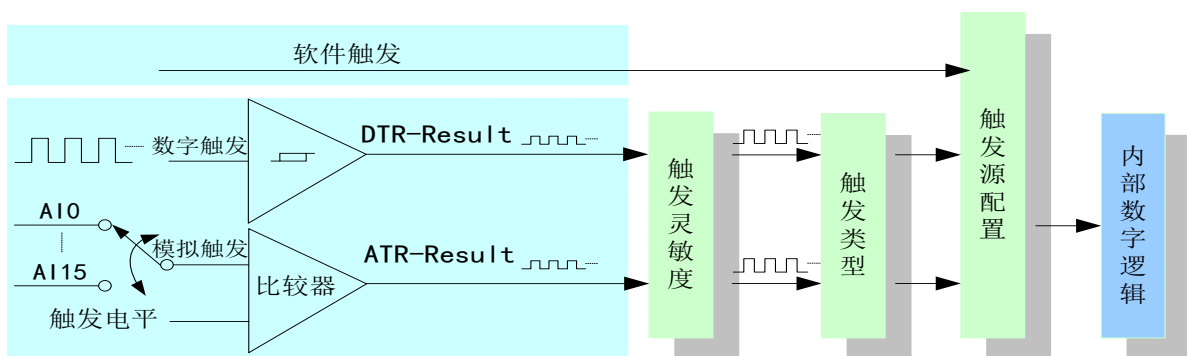 软件触发
数字触发
DTR-Result
AI0
模拟触发
ATR-Result
AI15
比较器
触发电平
触发灵敏度
触发类型
触发源配置
内部数字逻辑